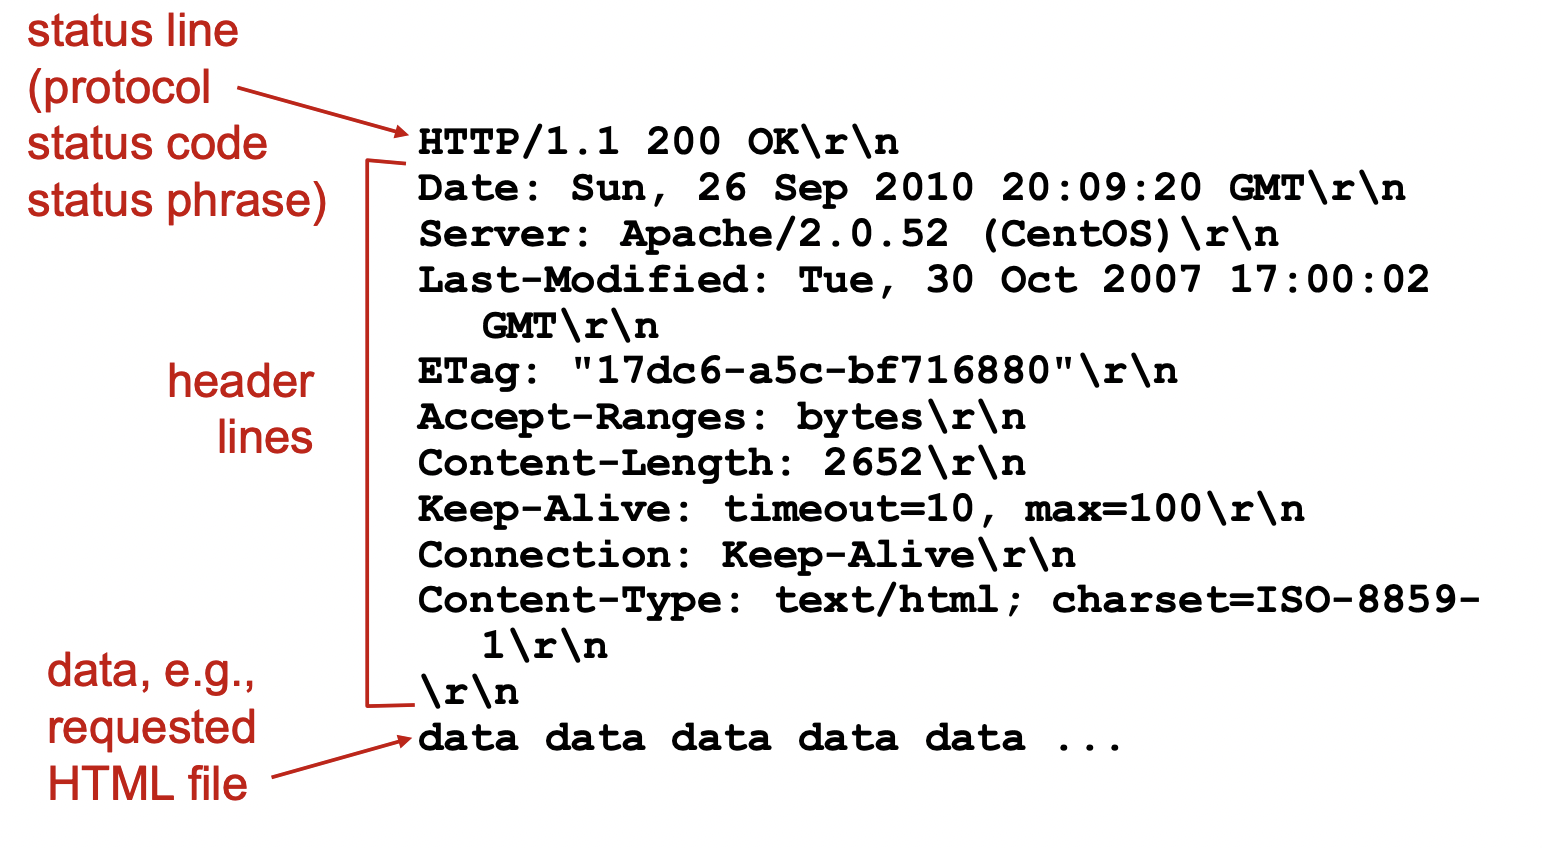 status line
(protocol
status code
status phrase)
HTTP/1.1 200 OK\r\n
Date: Sun, 26 Sep 2010 20:09:20 GMT\r\n
Server: Apache/2.0.52 (CentOS)\r\n
Last-Modified: Tue, 30 Oct 2007 17:00:02
GMT\r\n
ETag: "17dc6-a5c-bf716880"\r\n
Accept-Ranges: bytes\r\n
Content-Length: 2652\r\n
Keep-Alive: timeout=10, max=100\r\n
Connection: Keep-Alive\r\n
Content-Type: text/html; charset=ISO-8859-
1\r\n
\r\n
header
lines
data, e.g.,
requested
HTML file
data data data data data ...